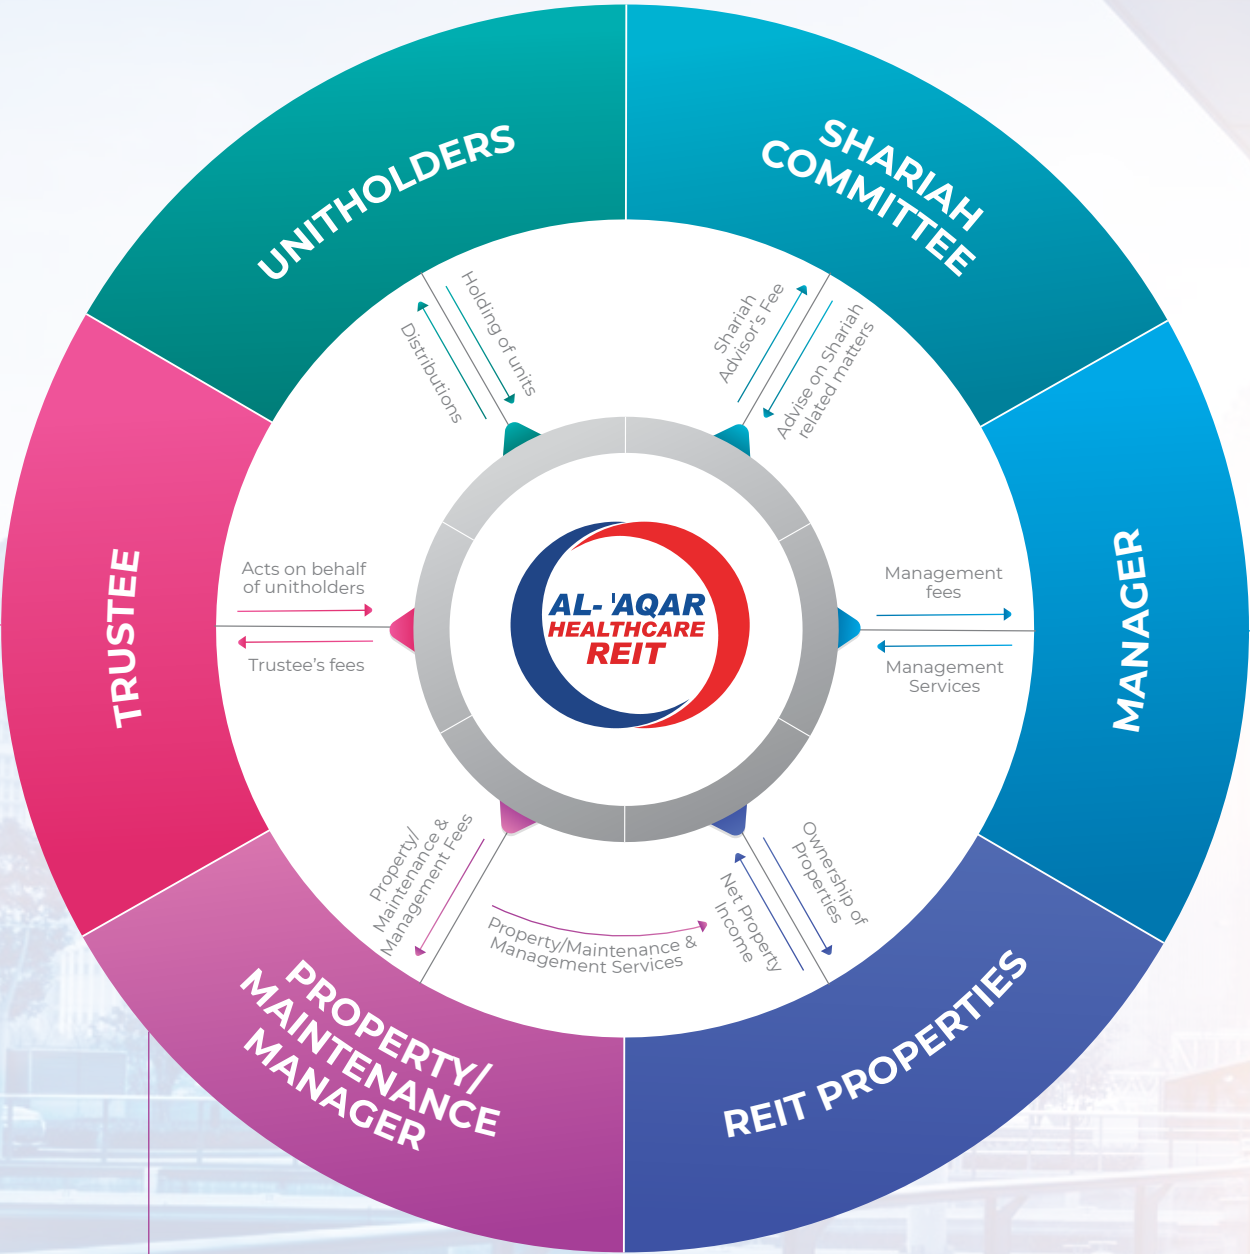 UNITHOLDERS
SHARIAH
COMMITTEE
Holding of units
Distributions
Shariah
Advisor's Fee
Advise on Shariah
related matters
TRUSTEE
Acts on behalf
of unitholders
Trustee's fees
AL-'AQAR
HEALTHCARE
REIT
Management
fees
Management
Services
MANAGER
Property/
Maintenance &
Management Fees
Property/Maintenance &
Management Services
Net Property
Income
Ownership of
Properties
PROPERTY/
MAINTENANCE
MANAGER
REIT PROPERTIES